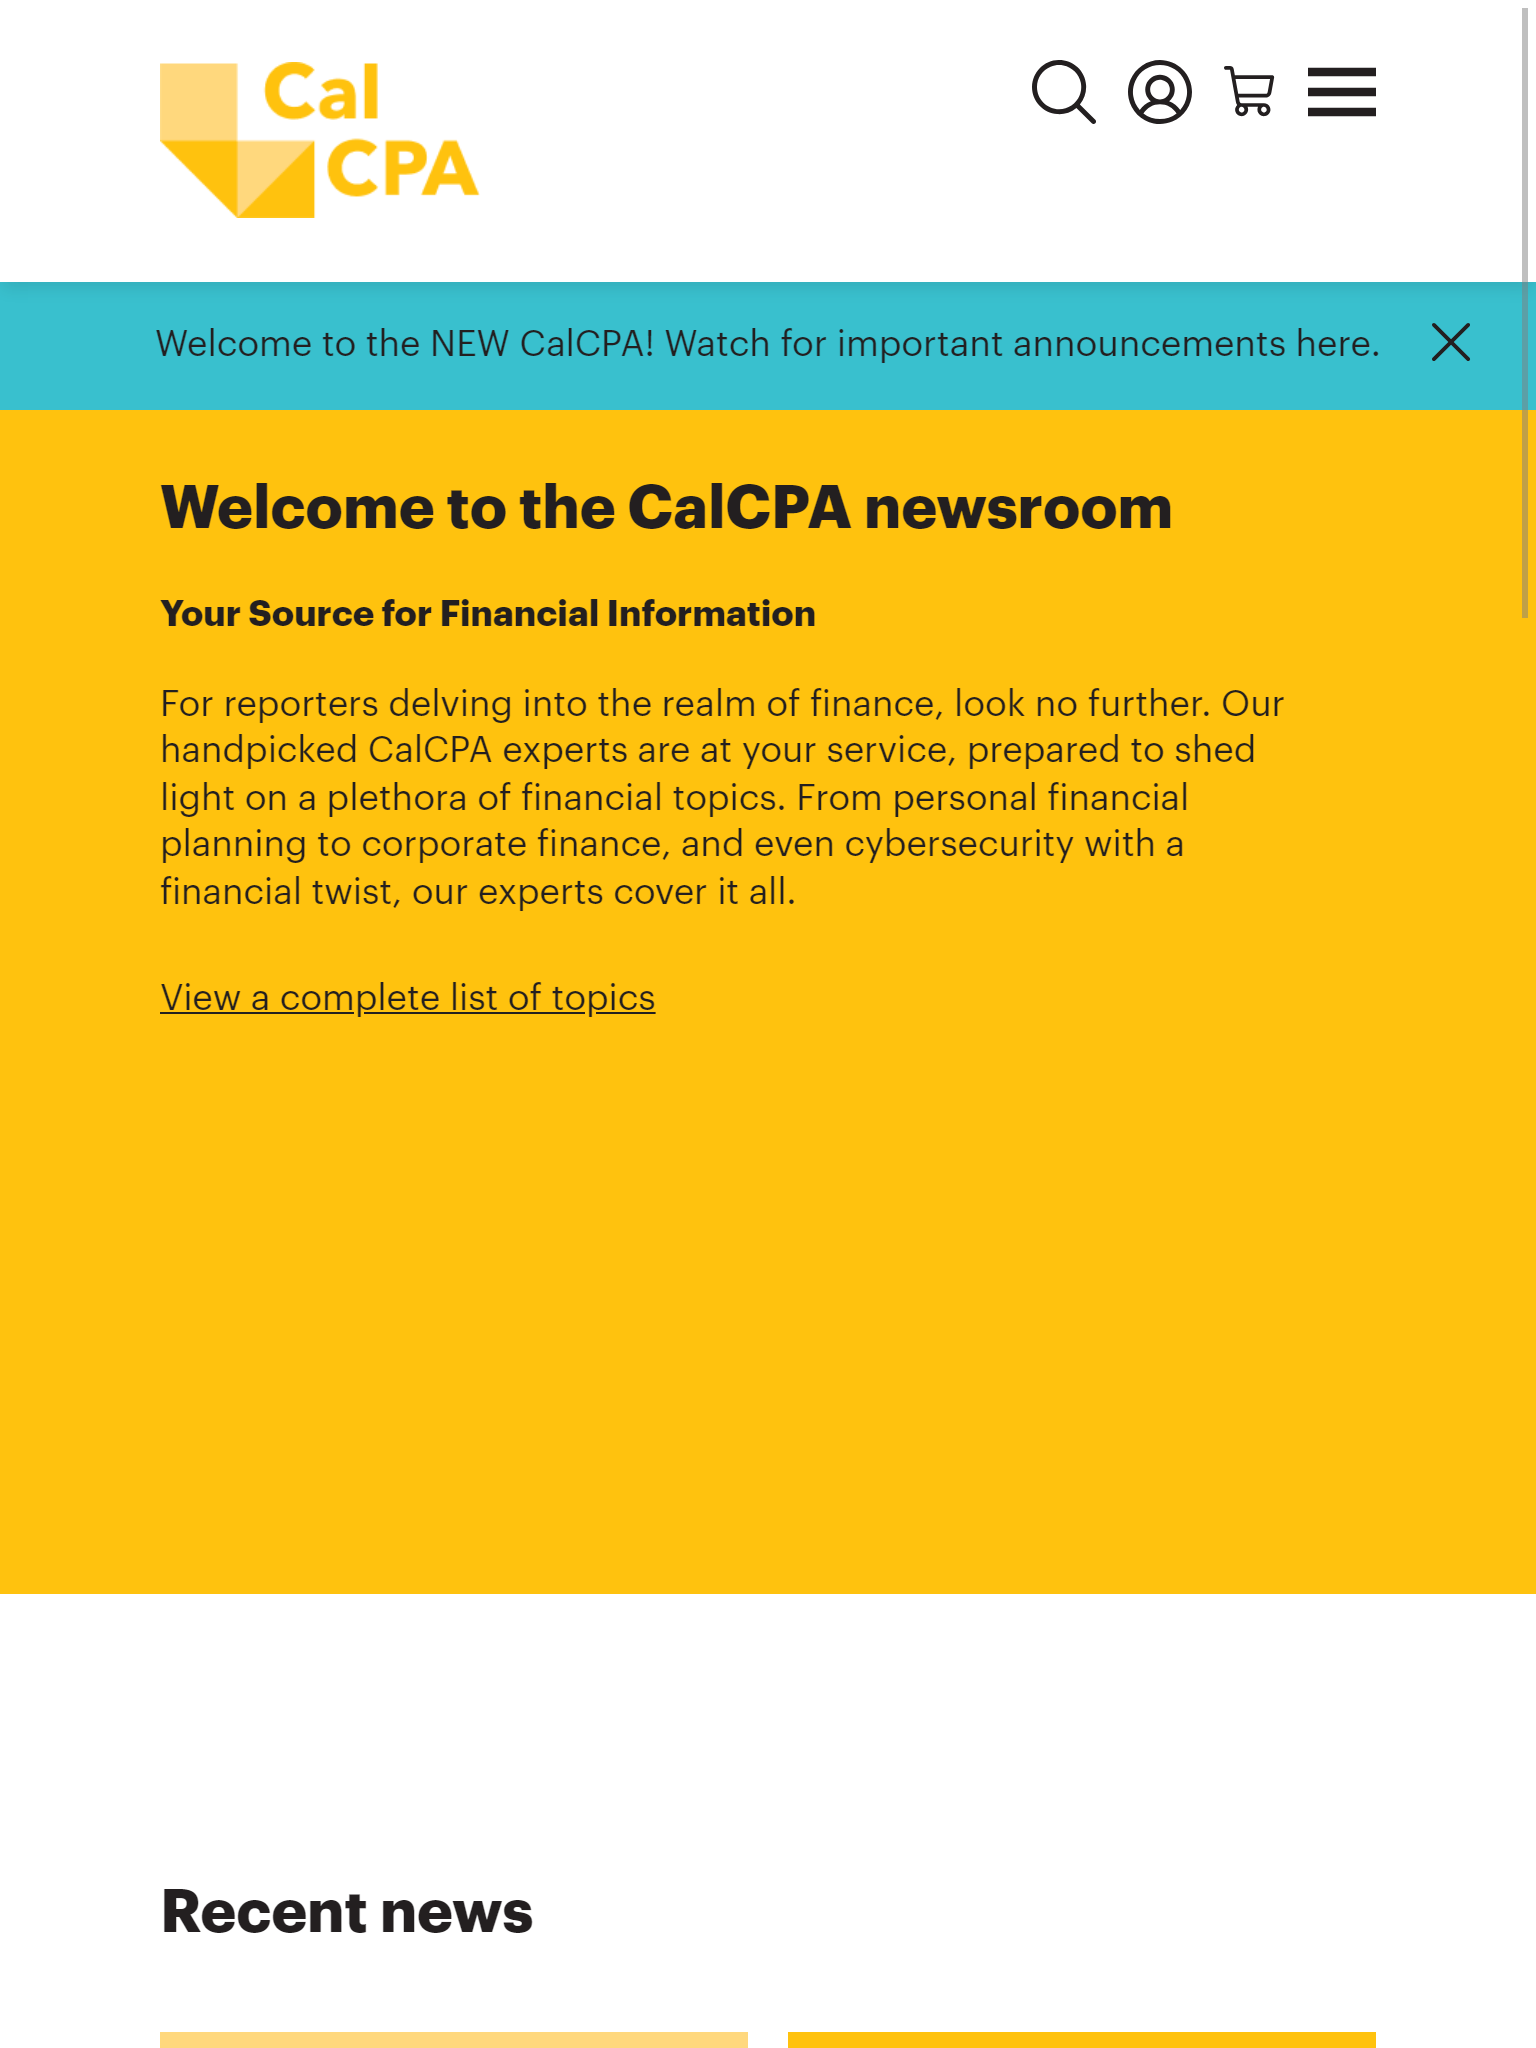 Cal
CPA
Welcome to the NEW CalCPA! Watch for important announcements here.
Welcome to the CalCPA newsroom
Your Source for Financial Information
For reporters delving into the realm of finance, look no further. Our
handpicked CalCPA experts are at your service, prepared to shed
light on a plethora of financial topics. From personal financial
planning to corporate finance, and even cybersecurity with a
financial twist, our experts cover it all.
View a complete list of topics
Recent news